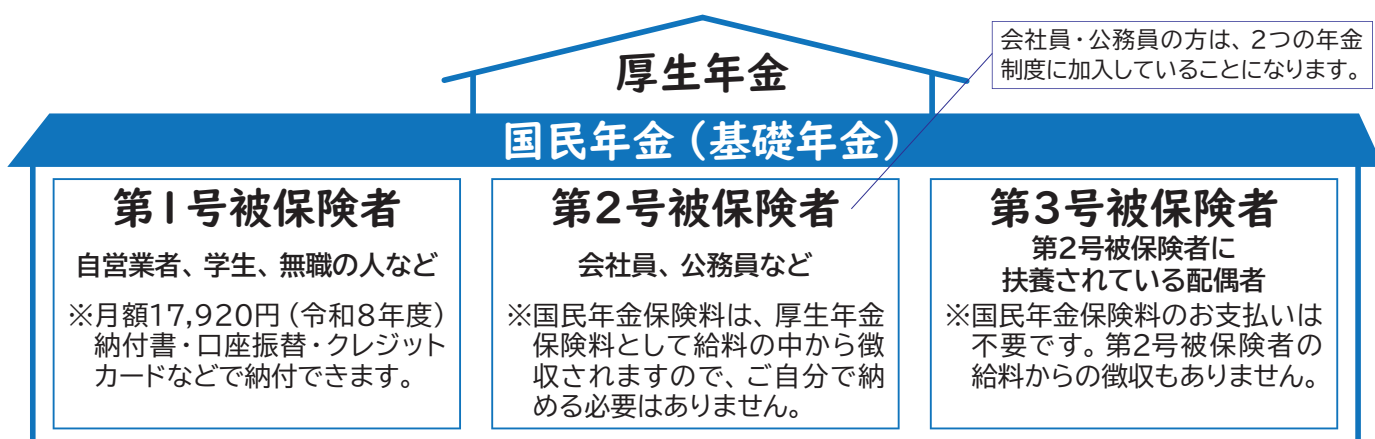 厚生年金
会社員・公務員の方は、2つの年金
制度に加入していることになります。
国民年金（基礎年金）
第1号被保険者
自営業者、学生、無職の人など
※月額17,920円（令和8年度）
納付書・口座振替・クレジット
カードなどで納付できます。
第2号被保険者
会社員、公務員など
※国民年金保険料は、厚生年金
保険料として給料の中から徴
収されますので、ご自分で納
める必要はありません。
第3号被保険者
第2号被保険者に
扶養されている配偶者
※国民年金保険料のお支払いは
不要です。第2号被保険者の
給料からの徴収もありません。